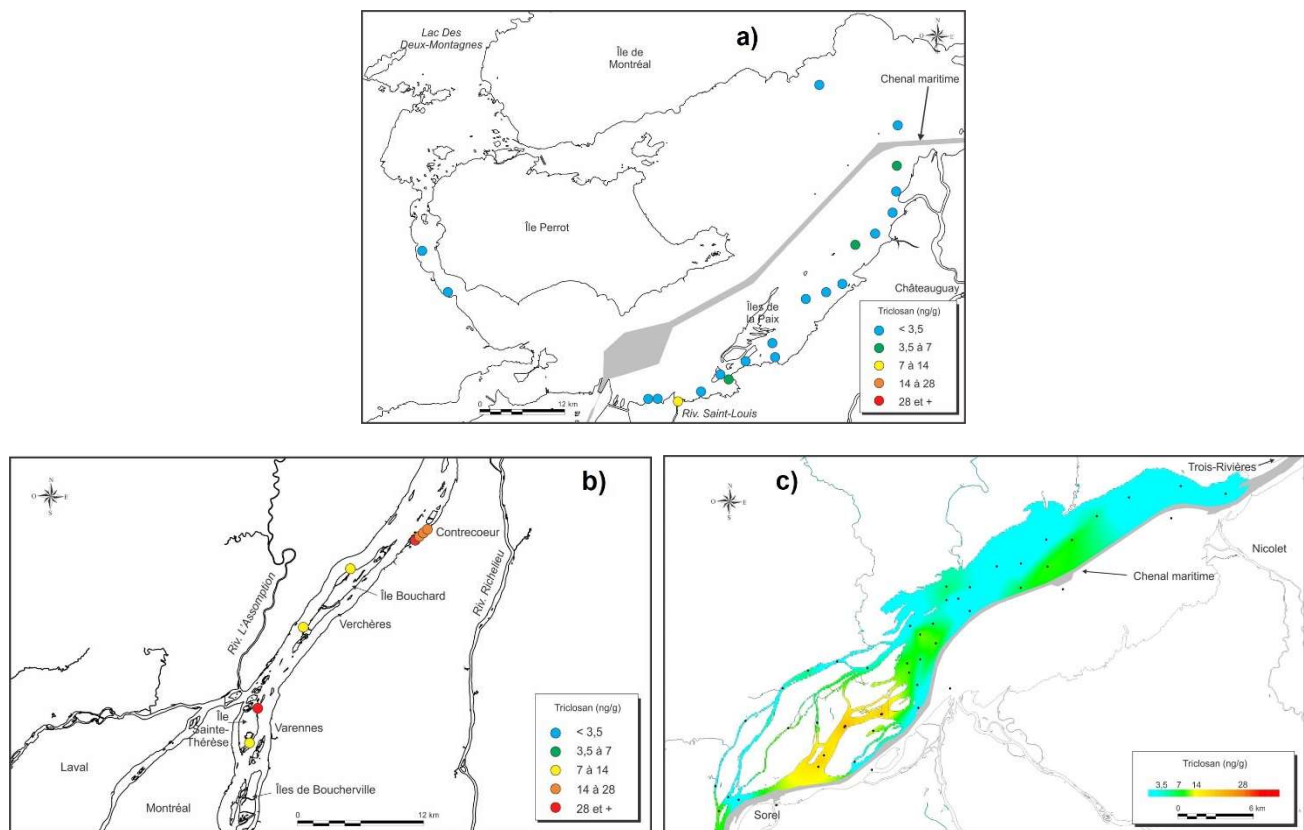 a)
Lac Des
Deux-Montagnes
Île de
Montréal
N
O
E
S
Chenal maritime
Île Perrot
Châteauguay
Îles de
la Paix
Riv. Saint-Louis
0
12 km
Triclosan (ng/g)
< 3,5
3,5 à 7
7 à 14
14 à 28
28 et +
b)
N
O
E
S
Contrecoeur
Île Bouchard
Riv. L'Assomption
Verchères
Riv. Richelieu
Île
Sainte-
Thérèse
Varennes
Laval
Îles de Boucherville
Montréal
0
12 km
Triclosan (ng/g)
< 3,5
3,5 à 7
7 à 14
14 à 28
28 et +
c)
N
O
E
S
Trois-Rivières
Nicolet
Chenal maritime
Sorel
Triclosan (ng/g)
3,5 7 14 28
0
6 km